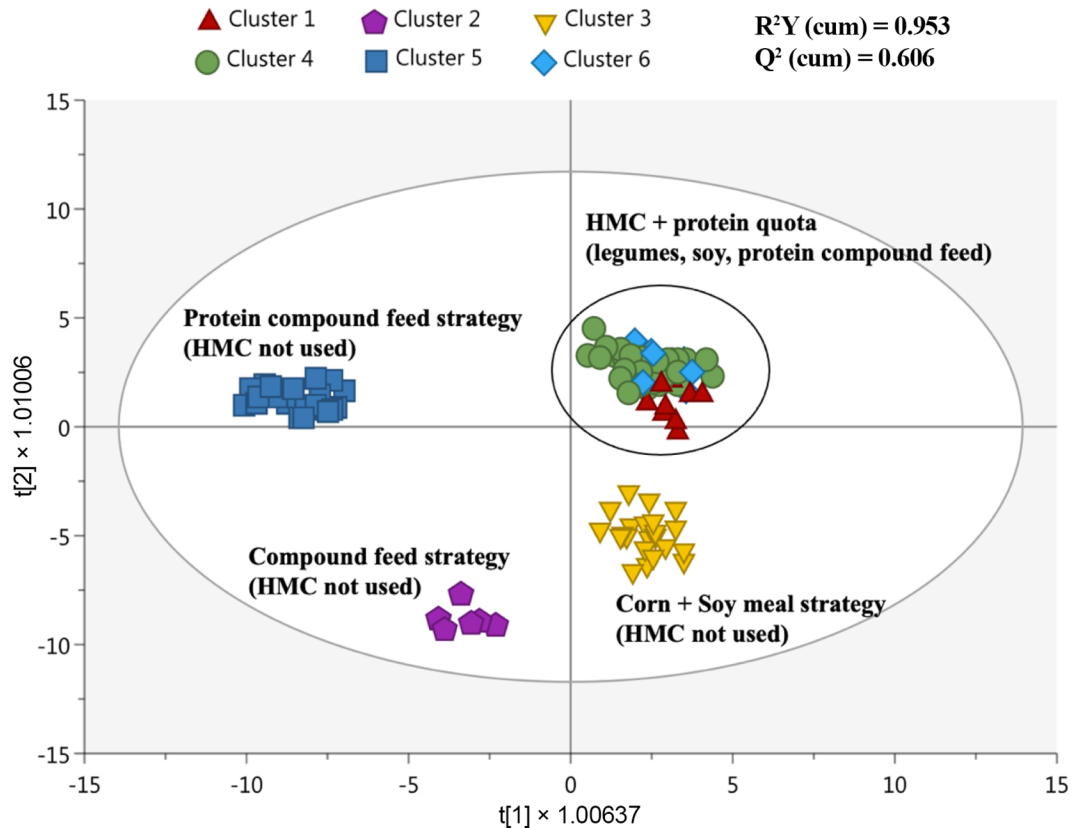 Cluster 1
Cluster 2
Cluster 3
Cluster 4
Cluster 5
Cluster 6
R²Y (cum) = 0.953
Q² (cum) = 0.606
15
10
5
0
-5
-10
-15
t[2] × 1.01006
HMC + protein quota
(legumes, soy, protein compound feed)
Protein compound feed strategy
(HMC not used)
Compound feed strategy
(HMC not used)
Corn + Soy meal strategy
(HMC not used)
-15
-10
-5
0
5
10
15
t[1] × 1.00637